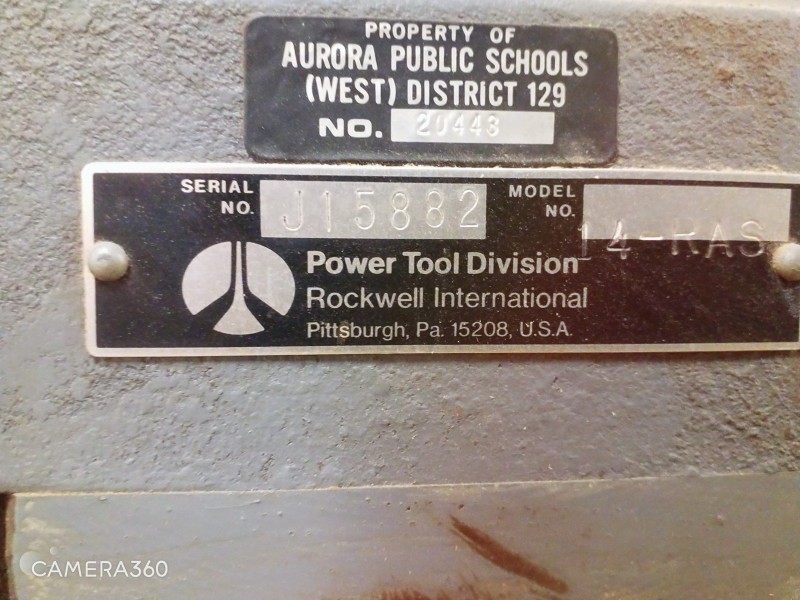 PROPERTY OF
AURORA PUBLIC SCHOOLS
(WEST) DISTRICT 129
NO. 20443
SERIAL NO. J15882
MODEL NO. 14-RAS
Power Tool Division
Rockwell International
Pittsburgh, Pa. 15208, U.S.A.
CAMERA360